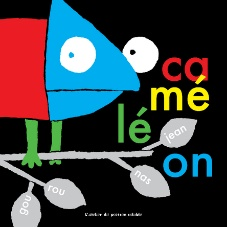 ca
mé
lé
on
jean
nas
rou
gou
L'atelier du poisson soluble